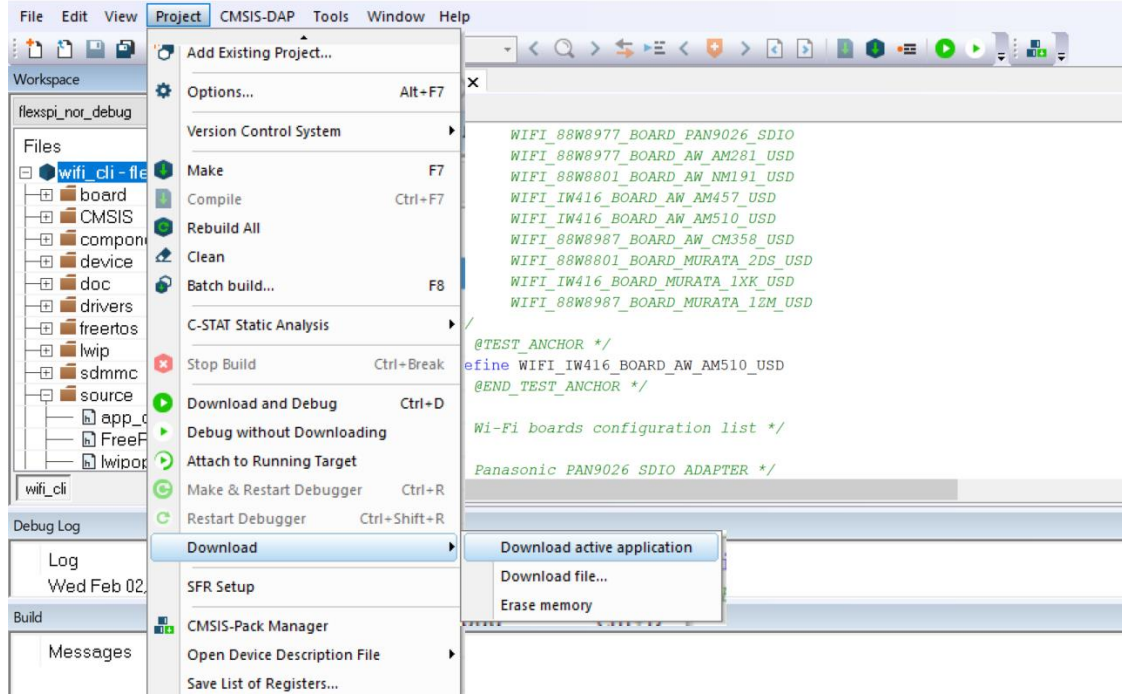 File Edit View Project CMSIS-DAP Tools Window Help
Workspace
flexspi_nor_debug
Files
wifi_cli - fle
board
CMSIS
compon
device
doc
drivers
freertos
lwip
sdmmc
source
app_c
FreeF
lwipop
wifi_cli
Add Existing Project...
Options... Alt+F7
Version Control System
Make F7
Compile Ctrl+F7
Rebuild All
Clean
Batch build... F8
C-STAT Static Analysis
Stop Build Ctrl+Break
Download and Debug Ctrl+D
Debug without Downloading
Attach to Running Target
Make & Restart Debugger Ctrl+R
Restart Debugger Ctrl+Shift+R
Download
SFR Setup
CMSIS-Pack Manager
Open Device Description File
Save List of Registers...
Download active application
Download file...
Erase memory
WIFI_88W8977_BOARD_PAN9026_SDIO
WIFI_88W8977_BOARD_AW_AM281_USD
WIFI_88W8801_BOARD_AW_NM191_USD
WIFI_IW416_BOARD_AW_AM457_USD
WIFI_IW416_BOARD_AW_AM510_USD
WIFI_88W8987_BOARD_AW_CM358_USD
WIFI_88W8801_BOARD_MURATA_2DS_USD
WIFI_IW416_BOARD_MURATA_1XK_USD
WIFI_88W8987_BOARD_MURATA_1ZM_USD
/
@TEST_ANCHOR */
efine WIFI_IW416_BOARD_AW_AM510_USD
@END_TEST_ANCHOR */
Wi-Fi boards configuration list */
Panasonic PAN9026 SDIO ADAPTER */
Debug Log
Log
Wed Feb 02,
Build
Messages